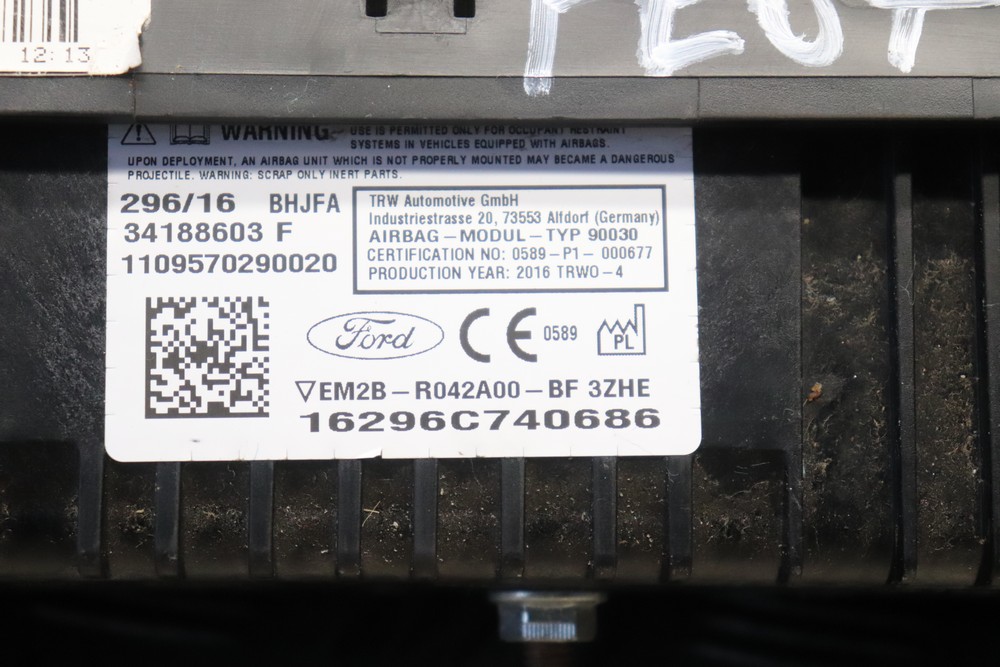 12:13
WARNING
USE IS PERMITTED ONLY FOR OCCUPANT RESTRAINT
SYSTEMS IN VEHICLES EQUIPPED WITH AIRBAGS.
UPON DEPLOYMENT, AN AIRBAG UNIT WHICH IS NOT PROPERLY MOUNTED MAY BECOME A DANGEROUS
PROJECTILE, WARNING: SCRAP ONLY INERT PARTS.
296/16 BHJFA
34188603 F
1109570290020
TRW Automotive GmbH
Industriestrasse 20, 73553 Alfdorf (Germany)
AIRBAG-MODUL-TYP 90030
CERTIFICATION NO: 0589-P1-000677
PRODUCTION YEAR: 2016 TRWO-4
Ford
CE 0589
PL
▽EM2B-R042A00-BF 3ZHE
16296C740686